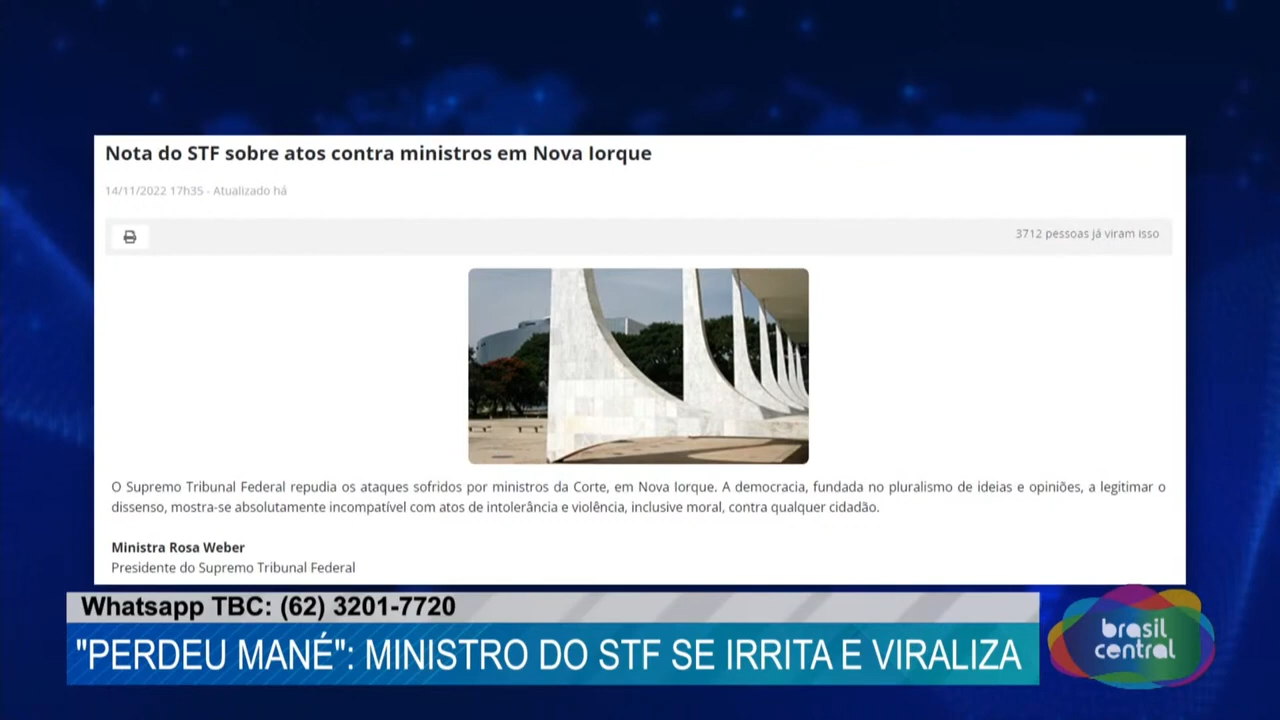 Nota do STF sobre atos contra ministros em Nova Iorque
14/11/2022 17h35 - Atualizado há
3712 pessoas já viram isso
O Supremo Tribunal Federal repudia os ataques sofridos por ministros da Corte, em Nova Iorque. A democracia, fundada no pluralismo de ideias e opiniões, a legitimar o
dissenso, mostra-se absolutamente incompatível com atos de intolerância e violência, inclusive moral, contra qualquer cidadão.
Ministra Rosa Weber
Presidente do Supremo Tribunal Federal
Whatsapp TBC: (62) 3201-7720
"PERDEU MANÉ": MINISTRO DO STF SE IRRITA E VIRALIZA
brasil
central